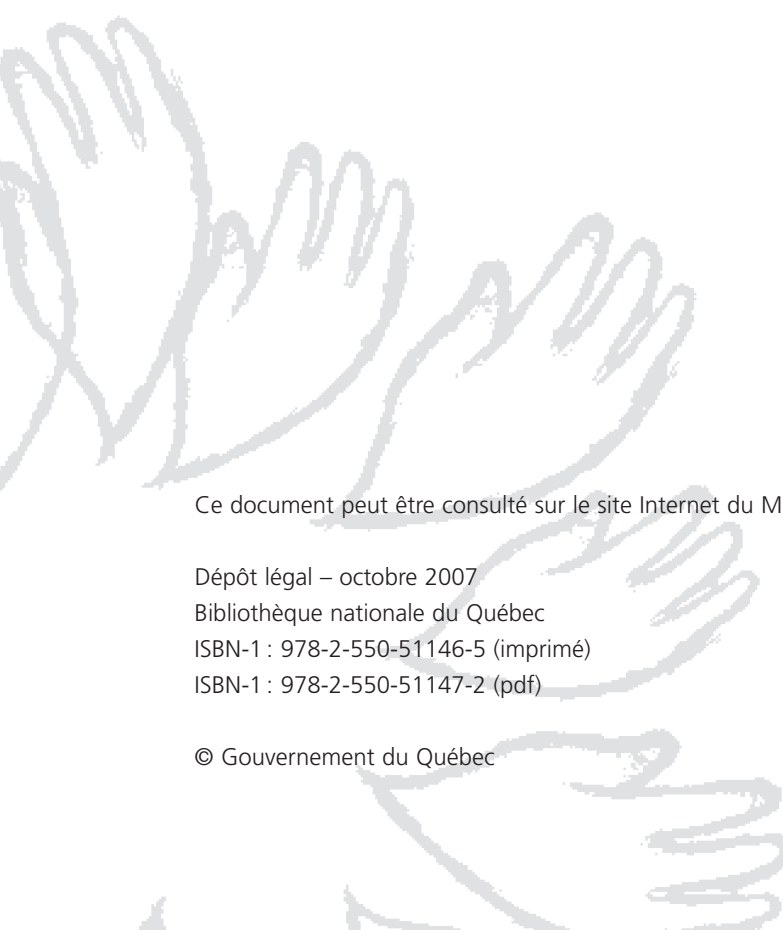 Ce document peut être consulté sur le site Internet du M
Dépôt légal – octobre 2007
Bibliothèque nationale du Québec
ISBN-1 : 978-2-550-51146-5 (imprimé)
ISBN-1 : 978-2-550-51147-2 (pdf)
© Gouvernement du Québec